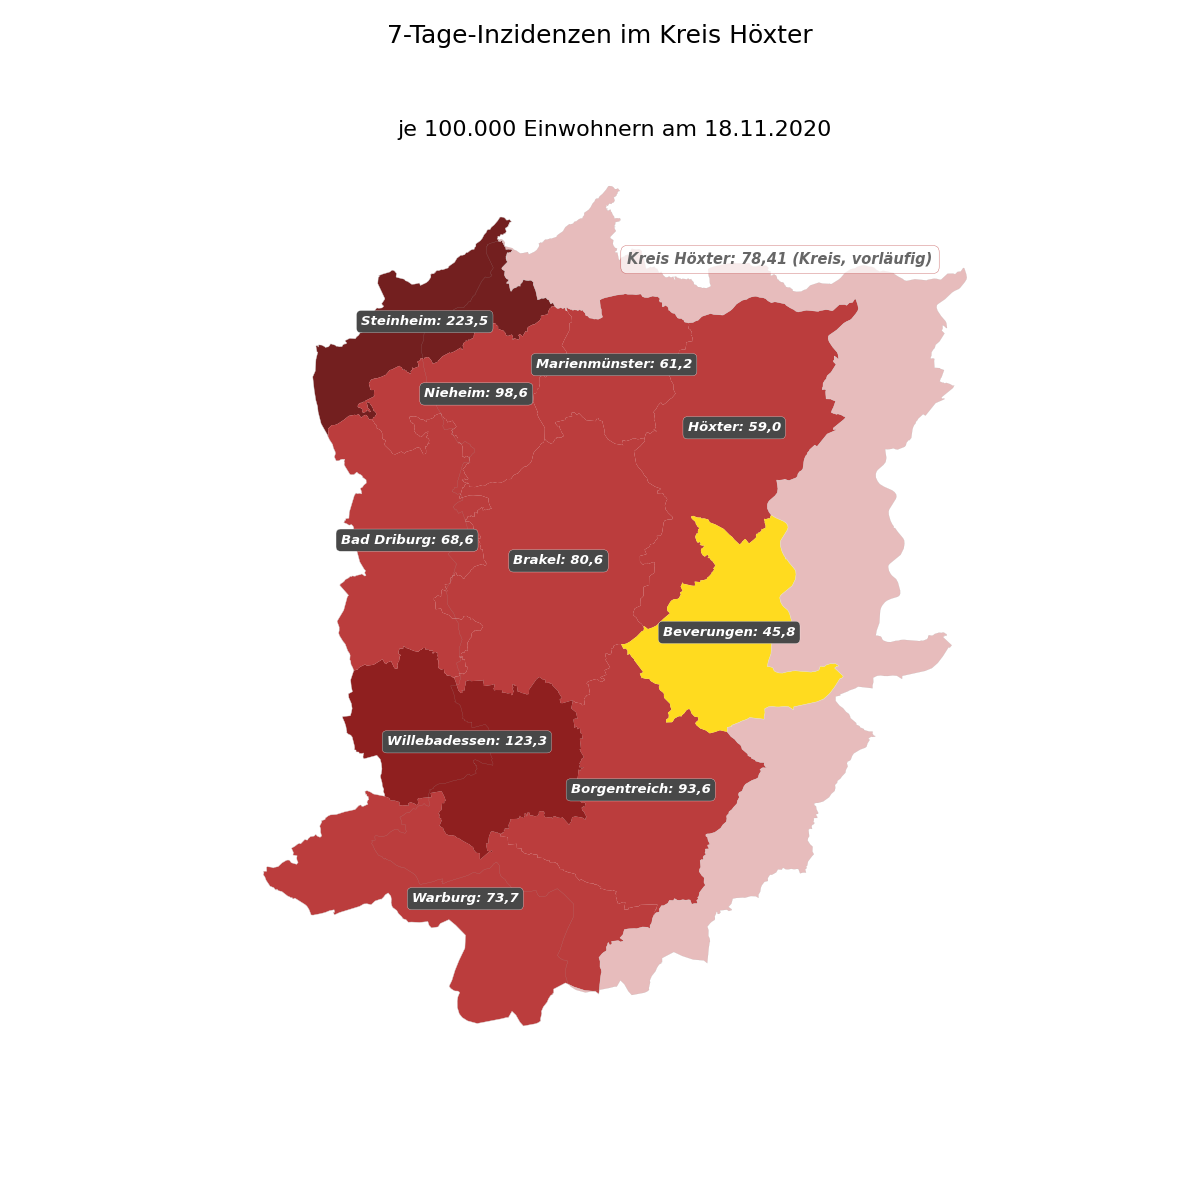 7-Tage-Inzidenzen im Kreis Höxter
je 100.000 Einwohnern am 18.11.2020
Kreis Höxter: 78,41 (Kreis, vorläufig)
Steinheim: 223,5
Marienmünster: 61,2
Nieheim: 98,6
Höxter: 59,0
Bad Driburg: 68,6
Brakel: 80,6
Beverungen: 45,8
Willebadessen: 123,3
Borgentreich: 93,6
Warburg: 73,7